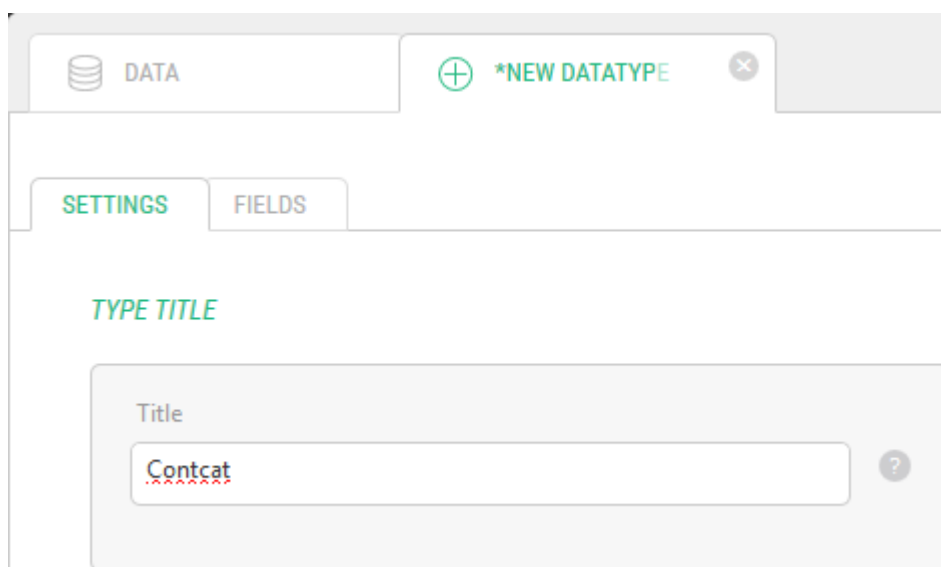 DATA
*NEW DATATYPE
SETTINGS
FIELDS
TYPE TITLE
Title
Contcat
?